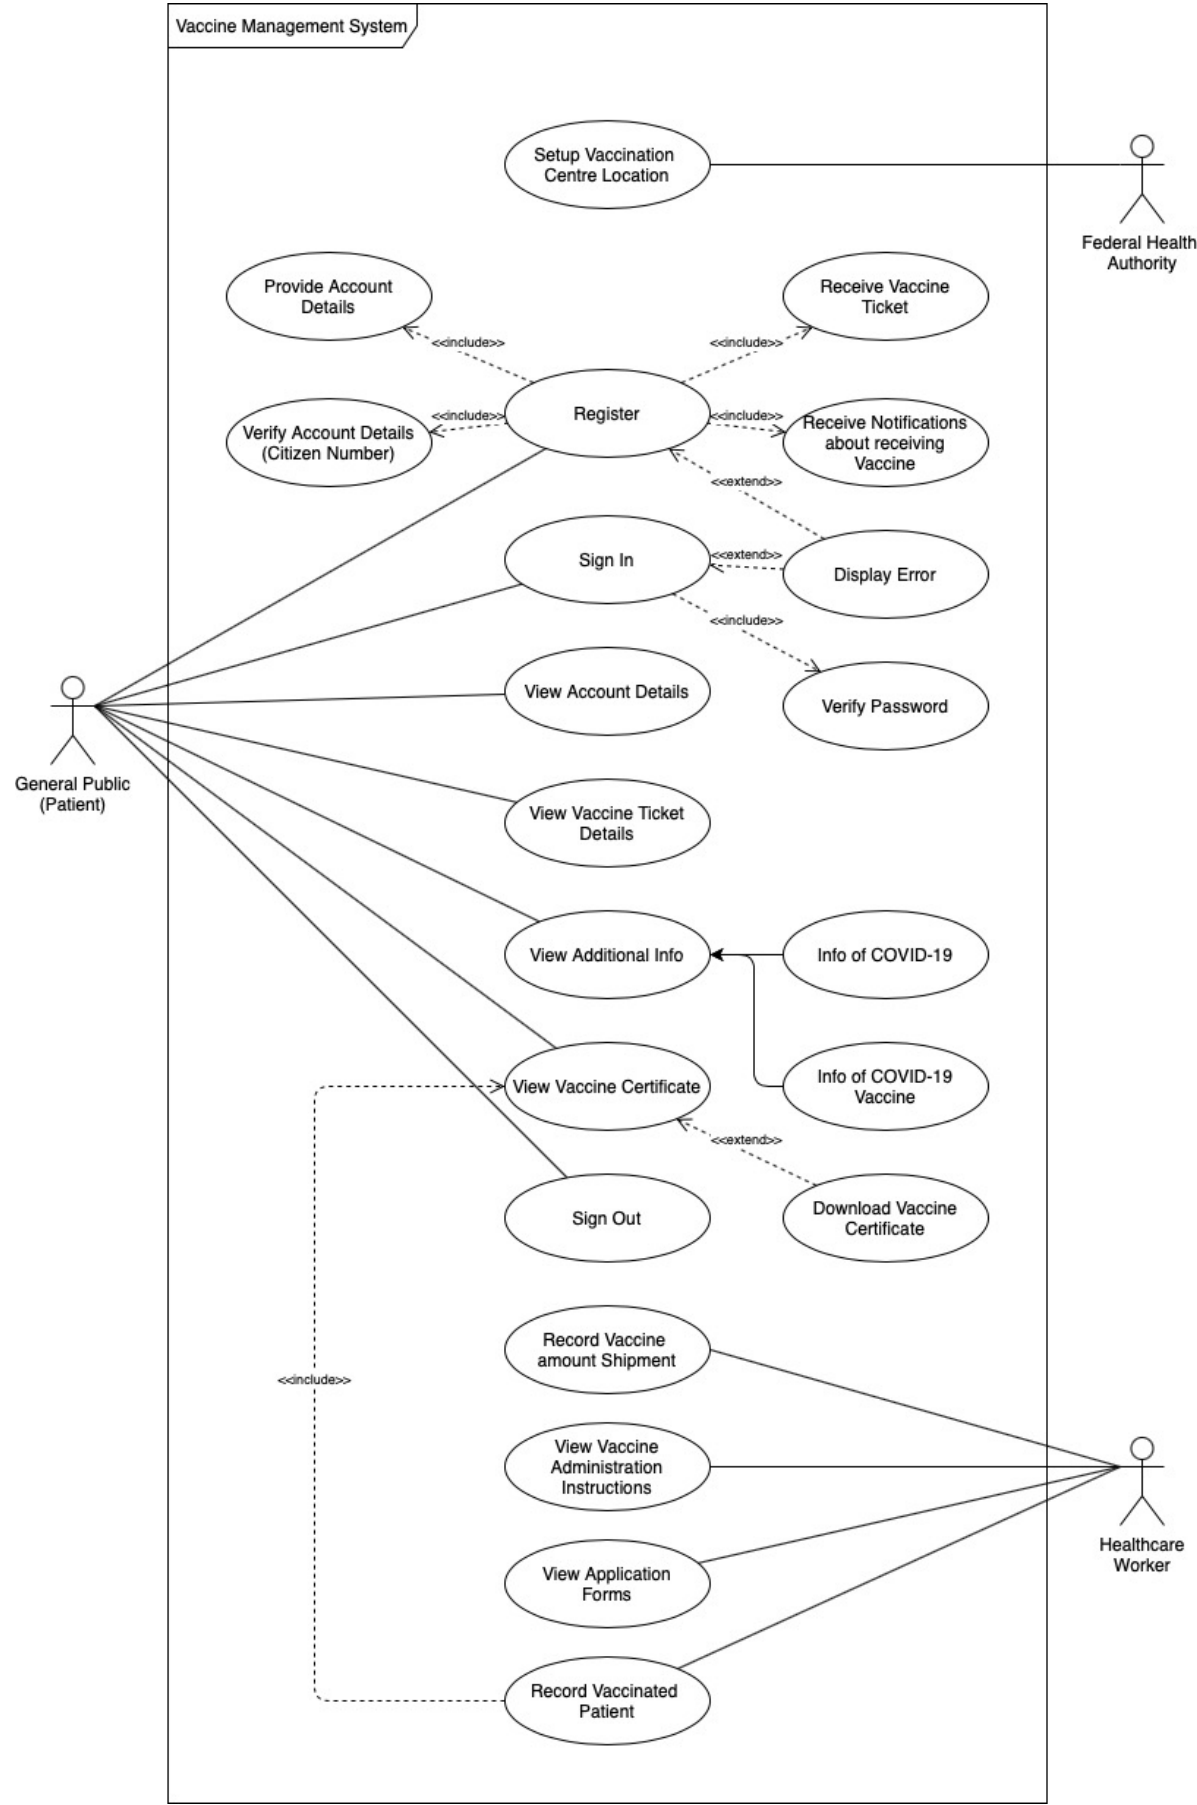 Vaccine Management System
Setup Vaccination
Centre Location
Federal Health
Authority
Provide Account
Details
Receive Vaccine
Ticket
<<include>>
<<include>>
Register
Verify Account Details
(Citizen Number)
<<include>>
<<include>>
Receive Notifications
about receiving
Vaccine
<<extend>>
Sign In
<<extend>>
Display Error
<<include>>
View Account Details
Verify Password
General Public
(Patient)
View Vaccine Ticket
Details
View Additional Info
Info of COVID-19
View Vaccine Certificate
Info of COVID-19
Vaccine
<<extend>>
Sign Out
Download Vaccine
Certificate
Record Vaccine
amount Shipment
<<include>>
View Vaccine
Administration
Instructions
Healthcare
Worker
View Application
Forms
Record Vaccinated
Patient